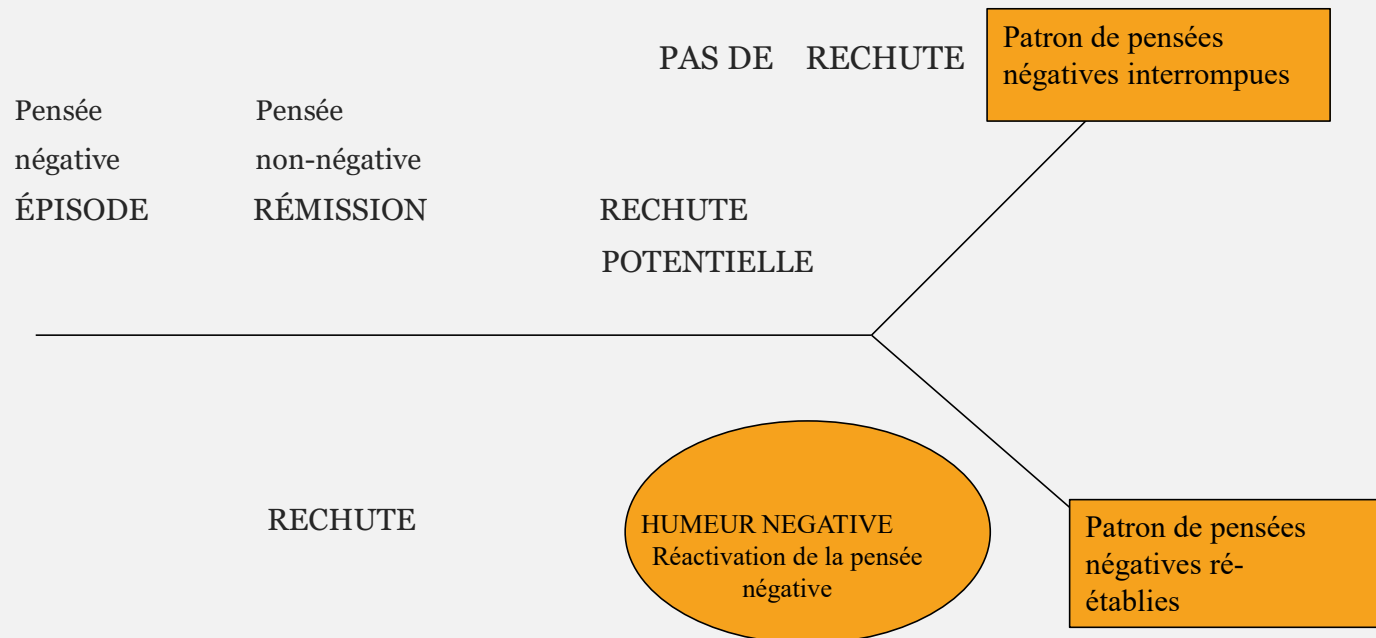 PAS DE RECHUTE
Patron de pensées
négatives interrompues
Pensée
négative
ÉPISODE
Pensée
non-négative
RÉMISSION
RECHUTE
POTENTIELLE
RECHUTE
HUMEUR NEGATIVE
Réactivation de la pensée
négative
Patron de pensées
négatives ré-
établies